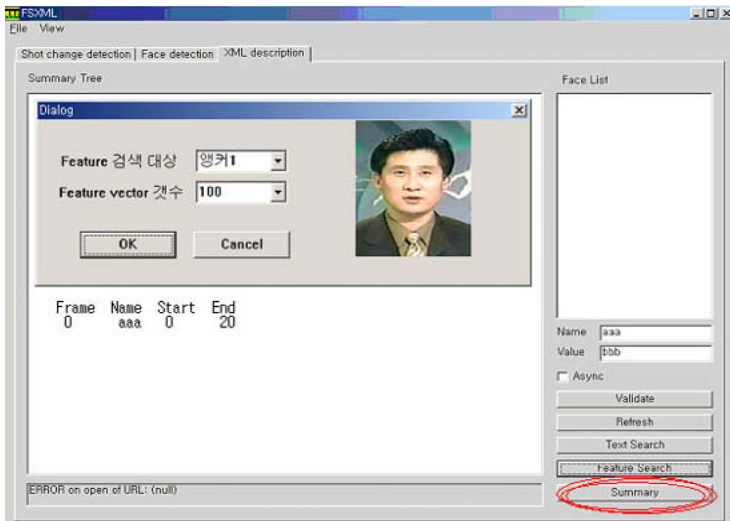 FSXML
File View
Shot change detection Face detection XML description
Summary Tree
Face List
Dialog
Feature 검색 대상 앵커1
Feature vector 갯수 100
OK Cancel
Frame Name Start End
0 aaa 0 20
Name aaa
Value bbb
Async
Validate
Refresh
Text Search
Feature Search
Summary
ERROR on open of URL: (null)